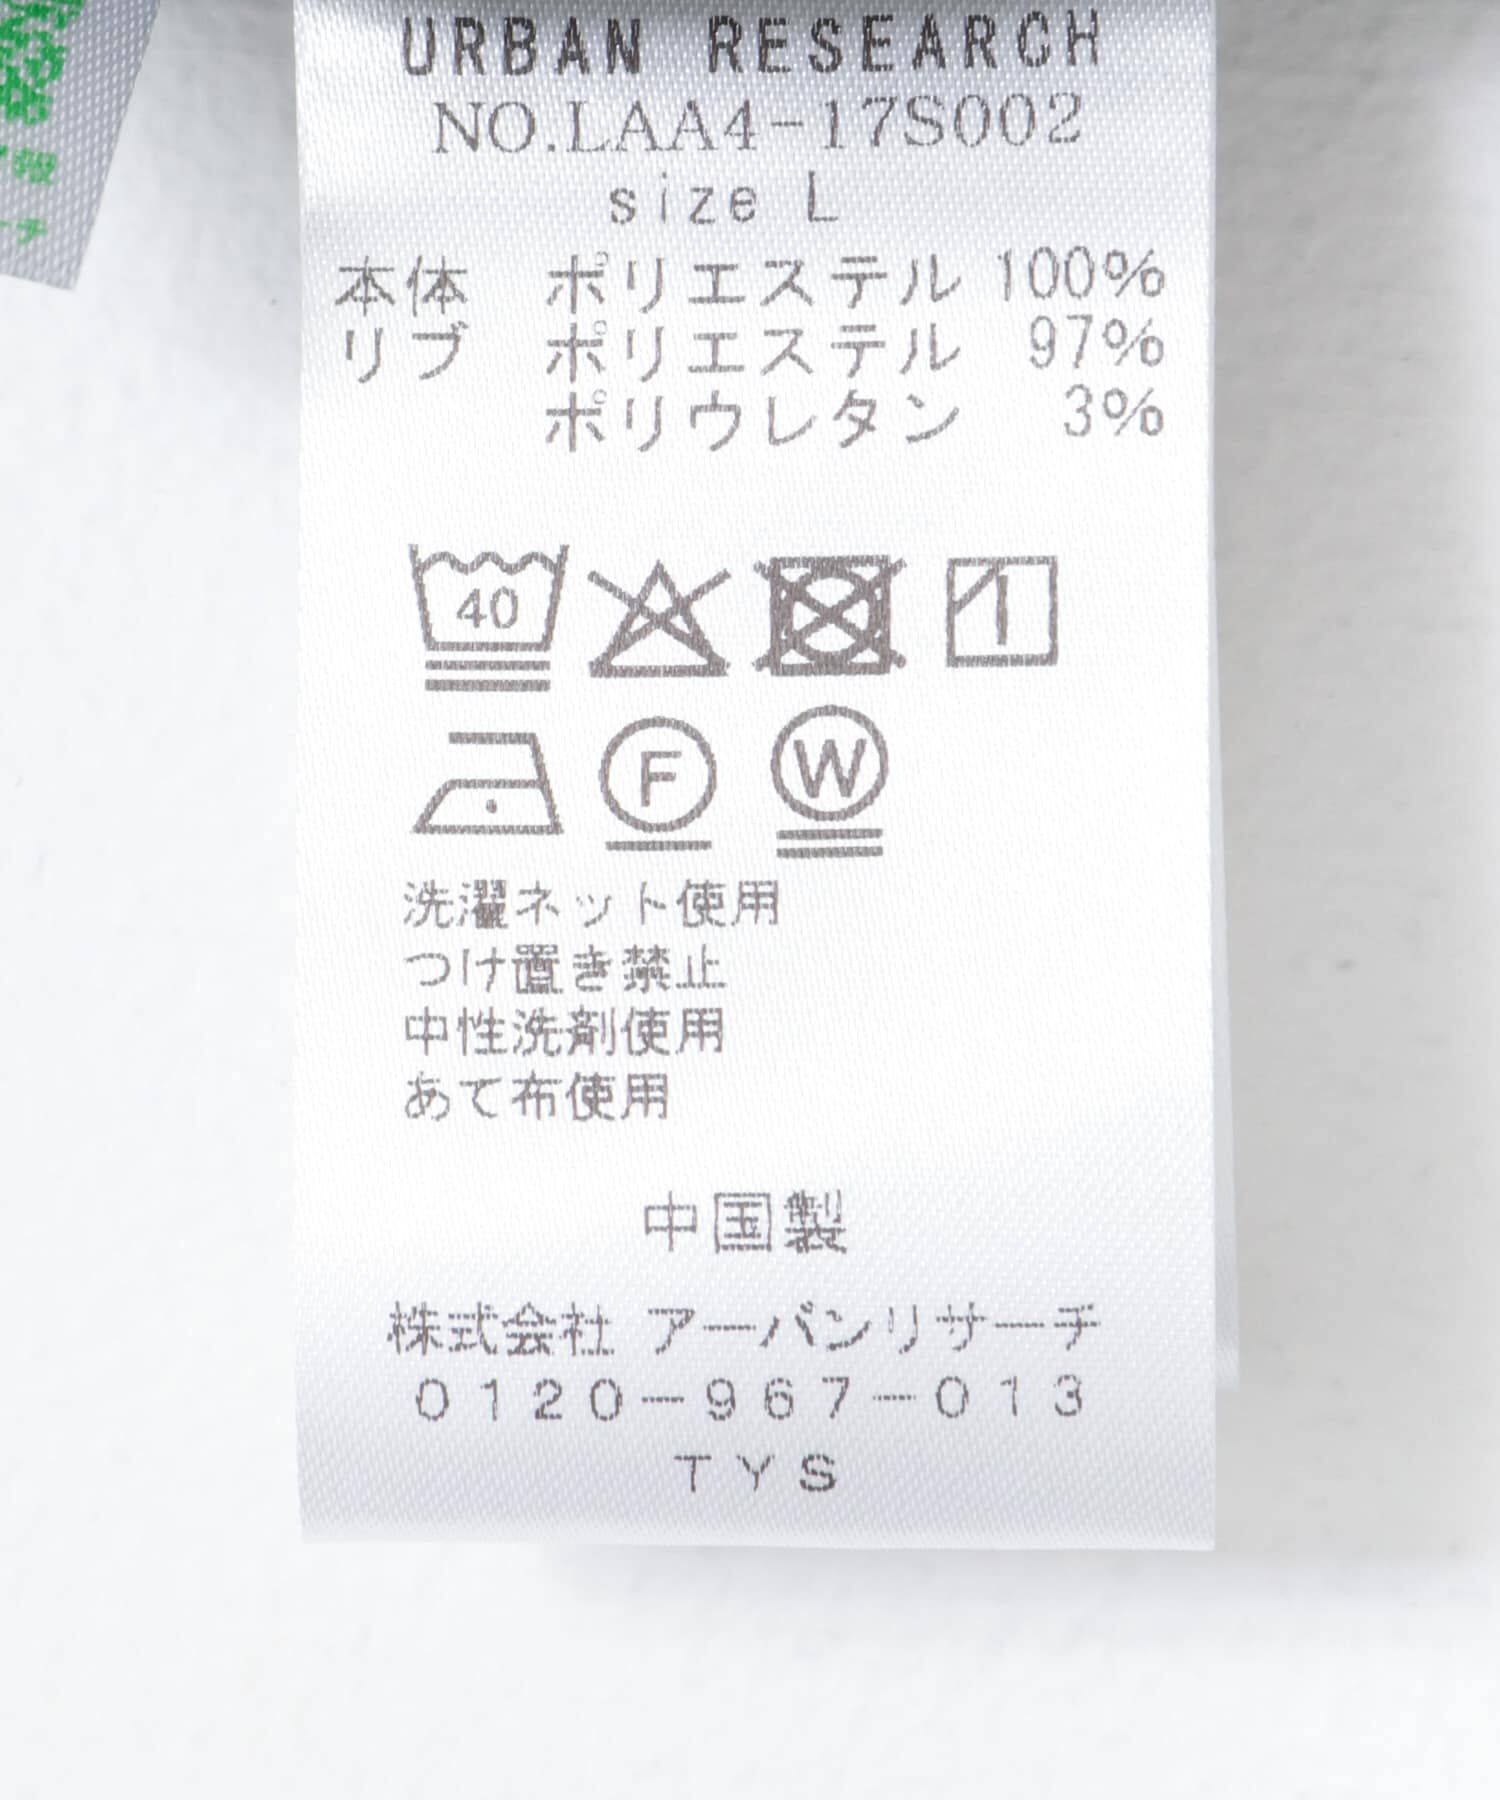 URBAN RESEARCH
NO.LAA4-17S002
size L
本体 ポリエステル 100%
リブ ポリエステル 97%
ポリウレタン 3%
40
F
W
洗濯ネット使用
つけ置き禁止
中性洗剤使用
あて布使用
中国製
株式会社 アーバンリサーチ
0120-967-013
TYS
報
ーチ